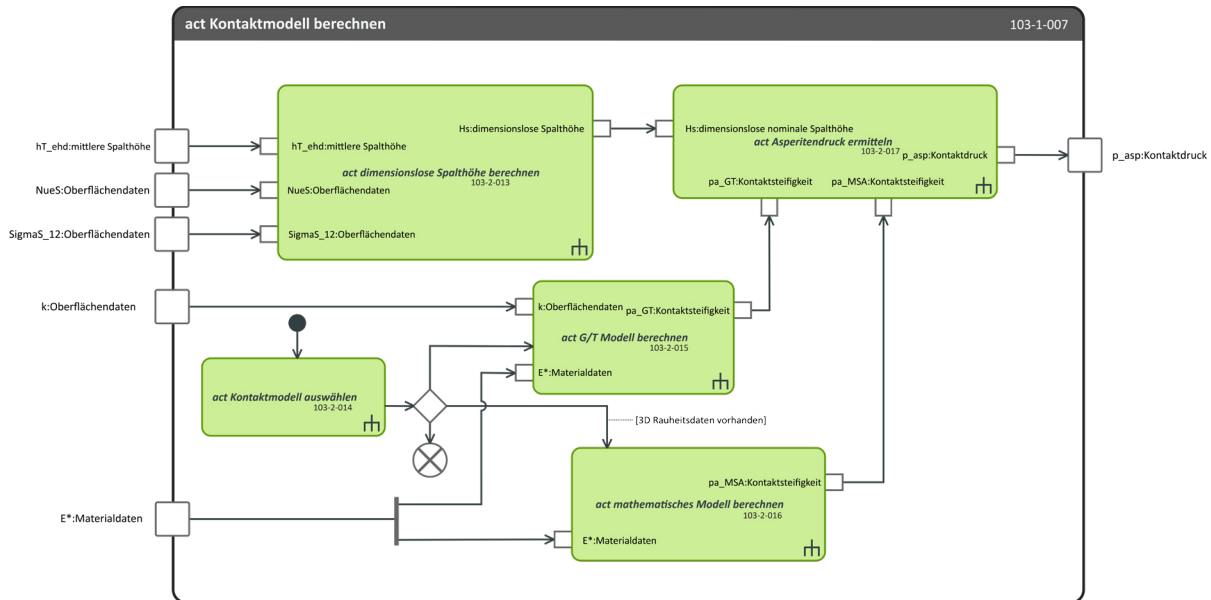 act Kontaktmodell berechnen
103-1-007
hT_ehd:mittlere Spalthöhe
NueS:Oberflächendaten
SigmaS_12:Oberflächendaten
k:Oberflächendaten
E*:Materialdaten
Hs:dimensionslose Spalthöhe
hT_ehd:mittlere Spalthöhe
act dimensionslose Spalthöhe berechnen
103-2-013
NueS:Oberflächendaten
SigmaS_12:Oberflächendaten
Hs:dimensionslose nominale Spalthöhe
act Asperitendruck ermitteln
103-2-017
p_asp:Kontaktdruck
pa_GT:Kontaktsteifigkeit
pa_MSA:Kontaktsteifigkeit
p_asp:Kontaktdruck
k:Oberflächendaten
pa_GT:Kontaktsteifigkeit
act G/T Modell berechnen
103-2-015
E*:Materialdaten
act Kontaktmodell auswählen
103-2-014
[3D Rauheitsdaten vorhanden]
pa_MSA:Kontaktsteifigkeit
act mathematisches Modell berechnen
103-2-016
E*:Materialdaten